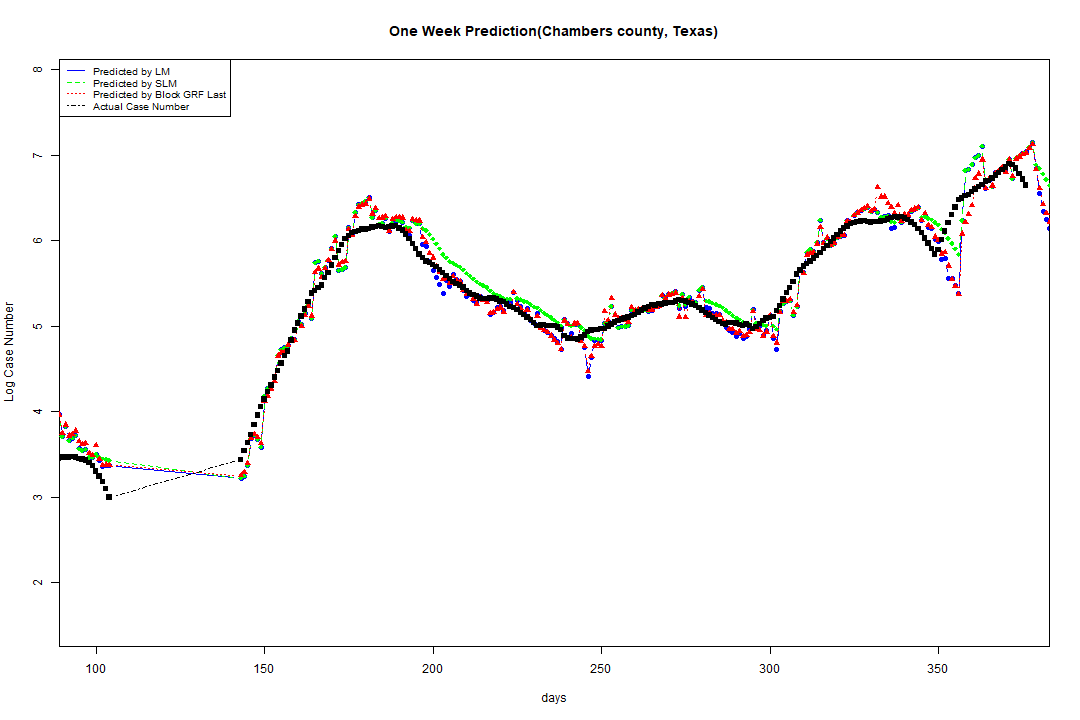 One Week Prediction(Chambers county, Texas)
Predicted by LM
Predicted by SLM
Predicted by Block GRF Last
Actual Case Number
8
7
6
5
4
3
2
Log Case Number
100
150
200
250
300
350
days